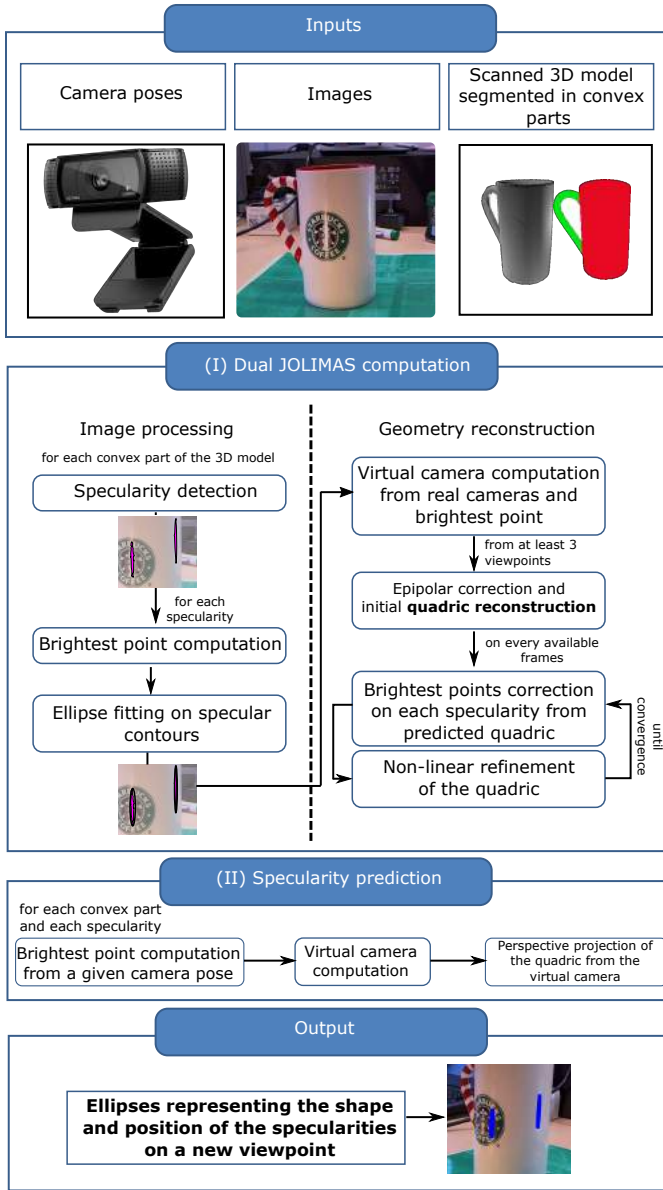 Inputs
Camera poses
Images
Scanned 3D model
segmented in convex
parts
STARBUCKS
COFFEE
(I) Dual JOLIMAS computation
Image processing
for each convex part of the 3D model
Specularity detection
for each
specularity
Brightest point computation
Ellipse fitting on specular
contours
Geometry reconstruction
Virtual camera computation
from real cameras and
brightest point
from at least 3
viewpoints
Epipolar correction and
initial quadric reconstruction
on every available
frames
Brightest points correction
on each specularity from
predicted quadric
Non-linear refinement
of the quadric
until
convergence
(II) Specularity prediction
for each convex part
and each specularity
Brightest point computation
from a given camera pose
Virtual camera
computation
Perspective projection of
the quadric from the
virtual camera
Output
Ellipses representing the shape
and position of the specularities
on a new viewpoint